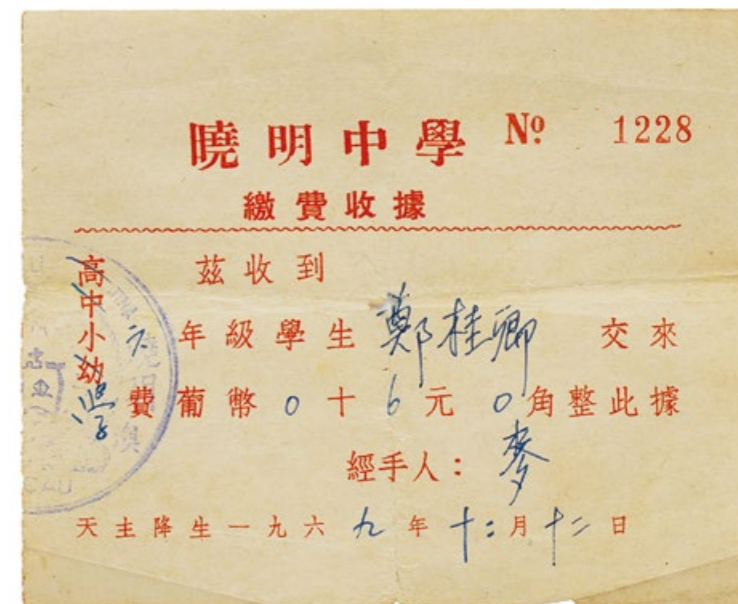 曉明中學 Nº 1228
繳費收據
高中小幼
茲收到
六年級學生鄭桂卿交來
學費葡幣0十6元0角整此據
經手人：麥
天主降生一九六九年十二月十二日